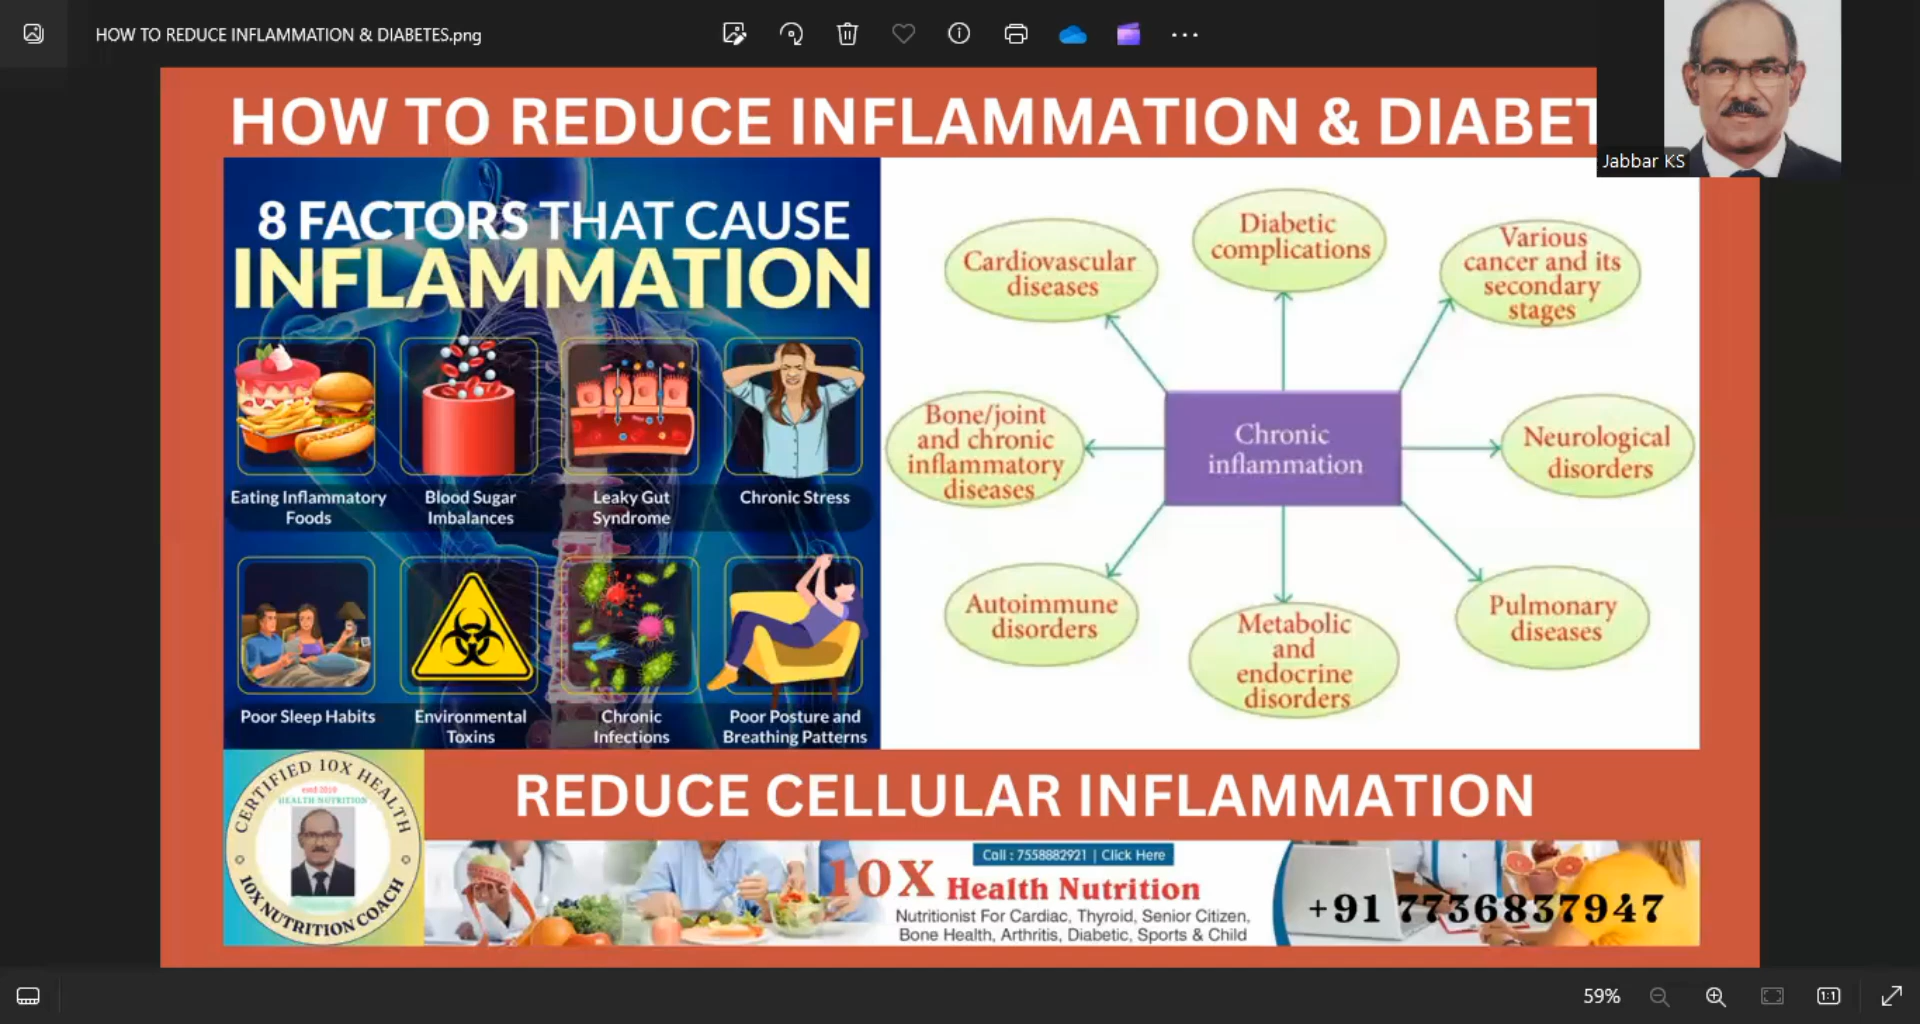 HOW TO REDUCE INFLAMMATION & DIABETES.png
HOW TO REDUCE INFLAMMATION & DIABET
Jabbar KS
8 FACTORS THAT CAUSE
INFLAMMATION
Eating Inflammatory
Foods
Blood Sugar
Imbalances
Leaky Gut
Syndrome
Chronic Stress
Poor Sleep Habits
Environmental
Toxins
Chronic
Infections
Poor Posture and
Breathing Patterns
Cardiovascular
diseases
Diabetic
complications
Various
cancer and its
secondary
stages
Bone/joint
and chronic
inflammatory
diseases
Chronic
inflammation
Neurological
disorders
Autoimmune
disorders
Metabolic
and
endocrine
disorders
Pulmonary
diseases
CERTIFIED 10X HEALTH
HEALTH NUTRITION
10X NUTRITION COACH
REDUCE CELLULAR INFLAMMATION
Call : 7558882921 | Click Here
10X Health Nutrition
Nutritionist For Cardiac, Thyroid, Senior Citizen,
Bone Health, Arthritis, Diabetic, Sports & Child
+91 7736837947
59%
1:1